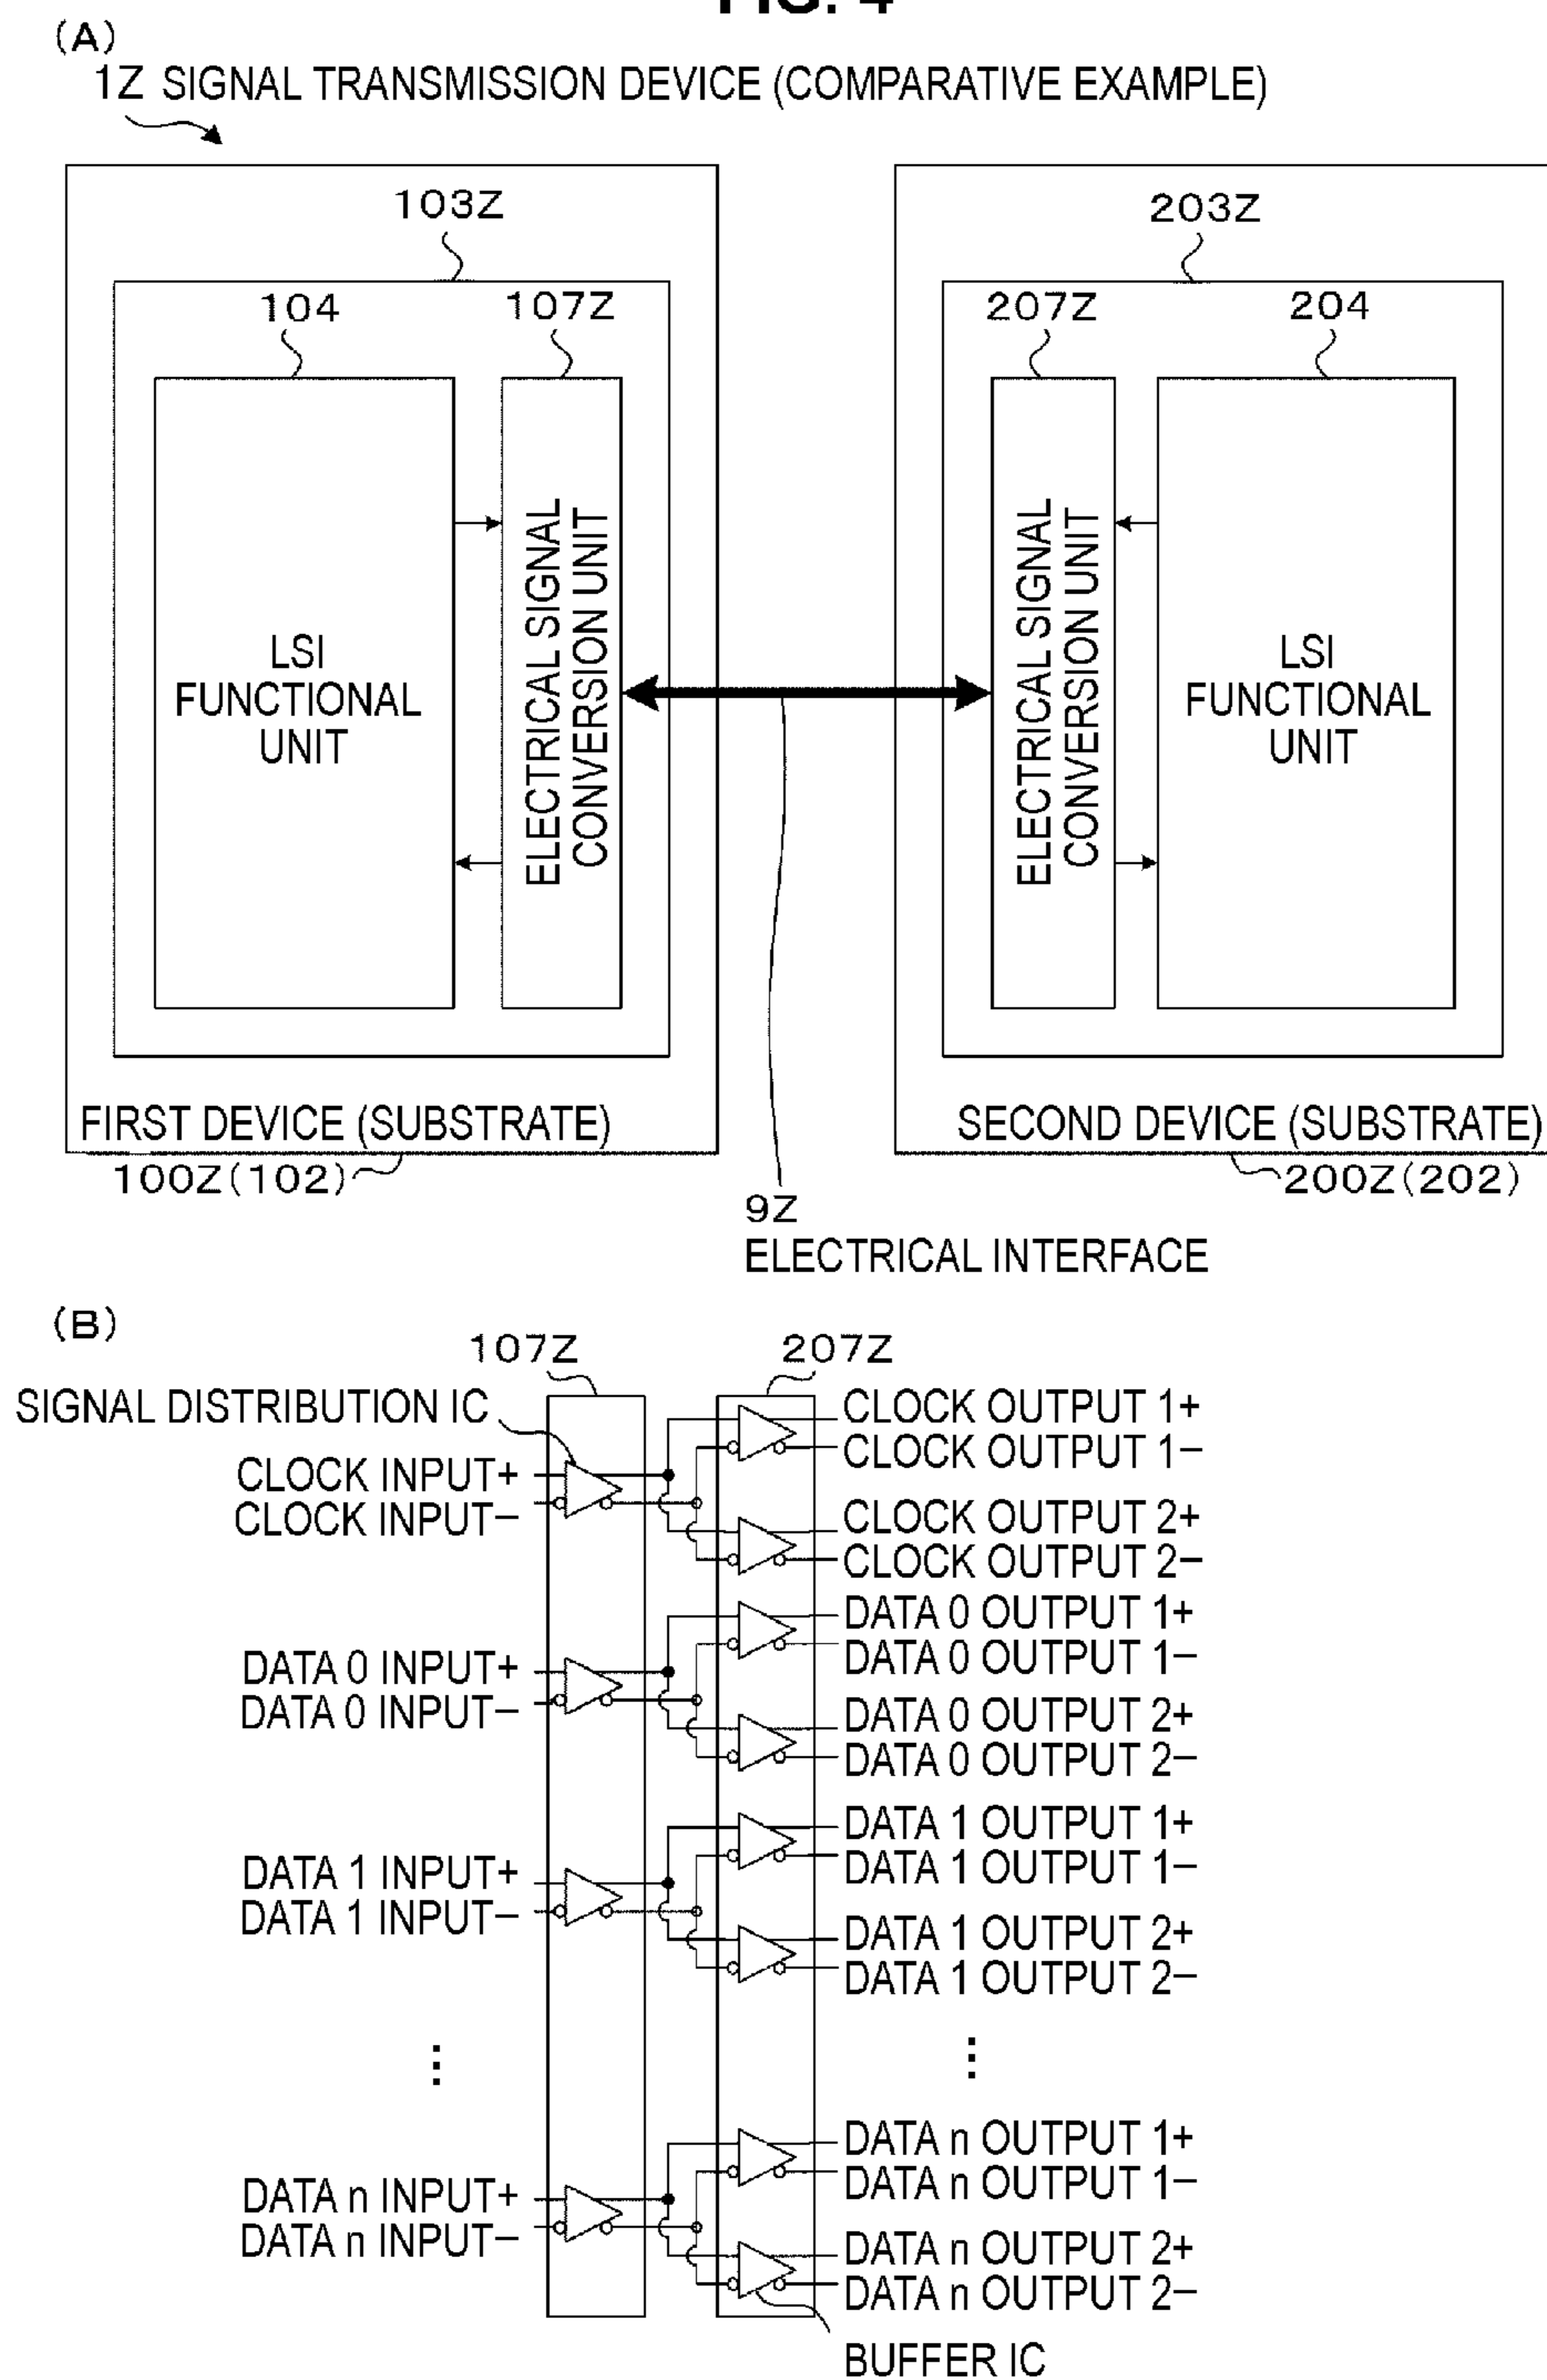 FIG. 4
(A)
1Z SIGNAL TRANSMISSION DEVICE (COMPARATIVE EXAMPLE)
103Z
203Z
104
107Z
207Z
204
LSI
FUNCTIONAL
UNIT
ELECTRICAL SIGNAL
CONVERSION UNIT
ELECTRICAL SIGNAL
CONVERSION UNIT
LSI
FUNCTIONAL
UNIT
FIRST DEVICE (SUBSTRATE)
SECOND DEVICE (SUBSTRATE)
100Z(102)
200Z(202)
9Z
ELECTRICAL INTERFACE
(B)
107Z
207Z
SIGNAL DISTRIBUTION IC
CLOCK OUTPUT 1+
CLOCK OUTPUT 1−
CLOCK INPUT+
CLOCK INPUT−
CLOCK OUTPUT 2+
CLOCK OUTPUT 2−
DATA 0 OUTPUT 1+
DATA 0 OUTPUT 1−
DATA 0 INPUT+
DATA 0 INPUT−
DATA 0 OUTPUT 2+
DATA 0 OUTPUT 2−
DATA 1 OUTPUT 1+
DATA 1 OUTPUT 1−
DATA 1 INPUT+
DATA 1 INPUT−
DATA 1 OUTPUT 2+
DATA 1 OUTPUT 2−
⋮
⋮
DATA n OUTPUT 1+
DATA n OUTPUT 1−
DATA n INPUT+
DATA n INPUT−
DATA n OUTPUT 2+
DATA n OUTPUT 2−
BUFFER IC